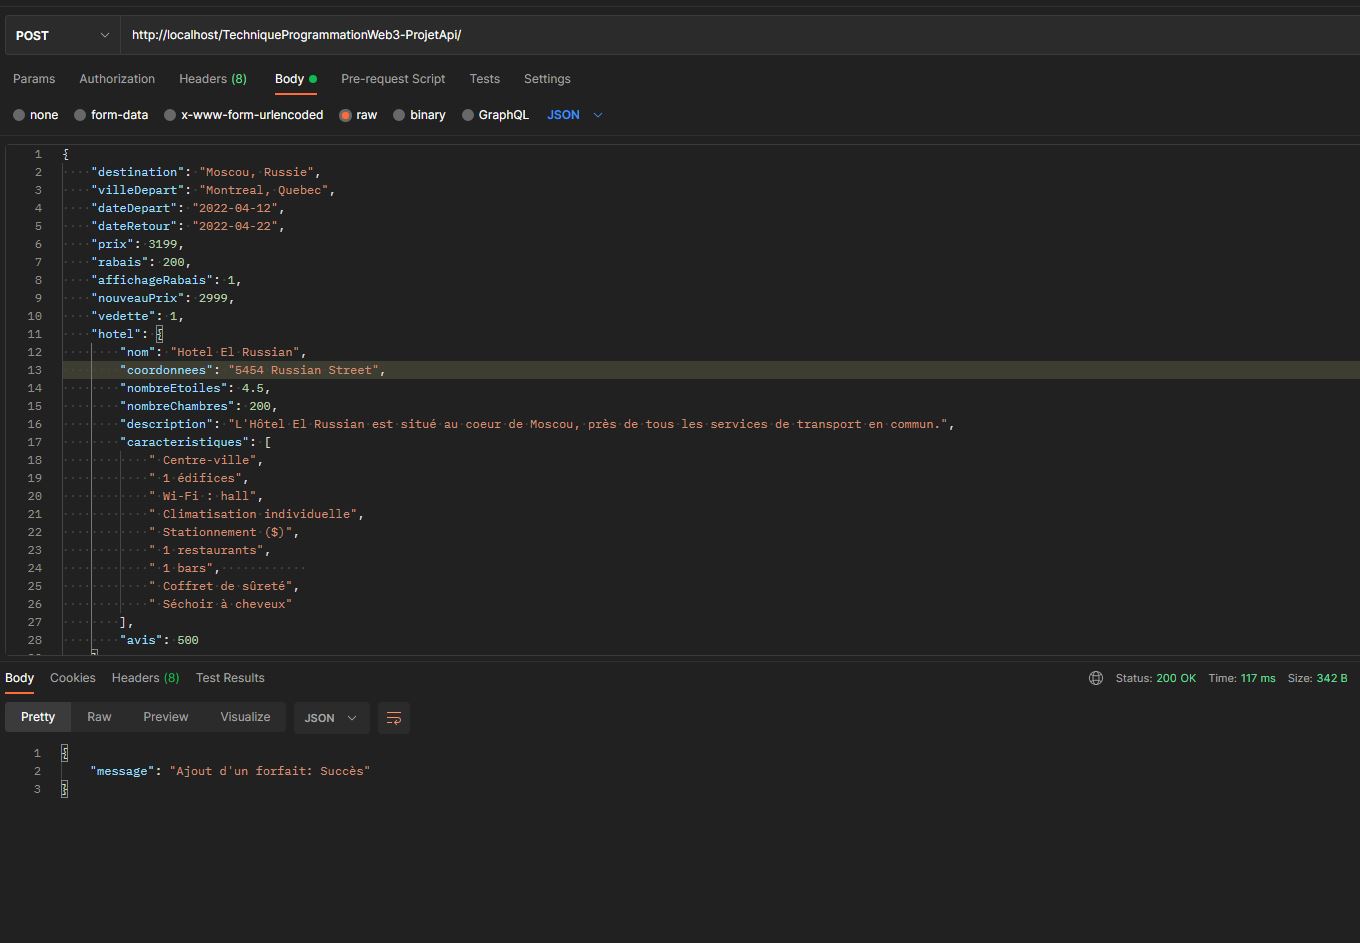 POST http://localhost/TechniqueProgrammationWeb3-ProjetApi/
Params Authorization Headers (8) Body Pre-request Script Tests Settings
none form-data x-www-form-urlencoded raw binary GraphQL JSON
1 {
2 "destination": "Moscou, Russie",
3 "villeDepart": "Montreal, Quebec",
4 "dateDepart": "2022-04-12",
5 "dateRetour": "2022-04-22",
6 "prix": 3199,
7 "rabais": 200,
8 "affichageRabais": 1,
9 "nouveauPrix": 2999,
10 "vedette": 1,
11 "hotel": {
12 "nom": "Hotel El Russian",
13 "coordonnees": "5454 Russian Street",
14 "nombreEtoiles": 4.5,
15 "nombreChambres": 200,
16 "description": "L'Hôtel El Russian est situé au coeur de Moscou, près de tous les services de transport en commun.",
17 "caracteristiques": [
18 " Centre-ville",
19 " 1 édifices",
20 " Wi-Fi : hall",
21 " Climatisation individuelle",
22 " Stationnement ($)",
23 " 1 restaurants",
24 " 1 bars",
25 " Coffret de sûreté",
26 " Séchoir à cheveux"
27 ],
28 "avis": 500
Body Cookies Headers (8) Test Results Status: 200 OK Time: 117 ms Size: 342 B
Pretty Raw Preview Visualize JSON
1 {
2 "message": "Ajout d'un forfait: Succès"
3 }